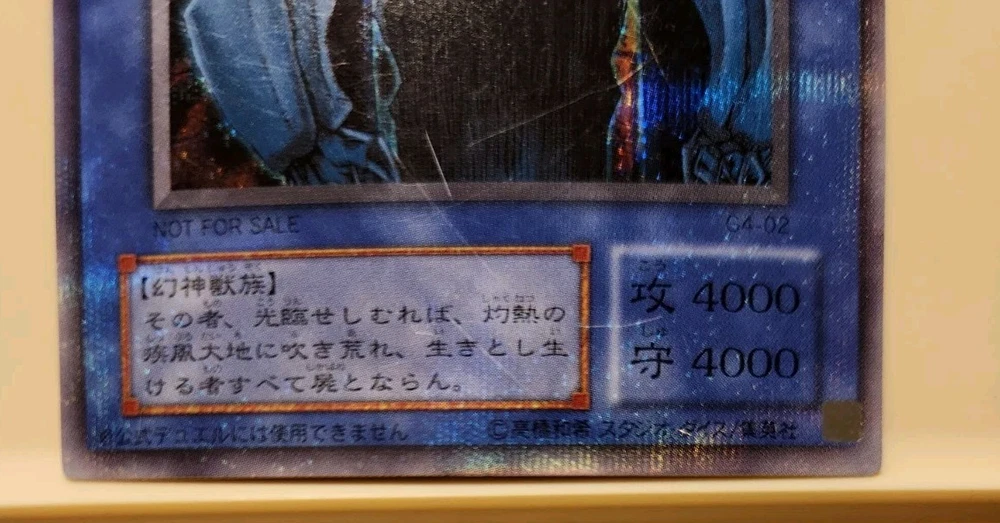 NOT FOR SALE
G4-02
【幻神獣族】
その者、光臨せしむれば、灼熱の
疾風大地に吹き荒れ、生きとし生
ける者すべて屍とならん。
こう
攻 4000
しゅ
守 4000
公式デュエルには使用できません
©高橋和希 スタジオ・ダイス/集英社